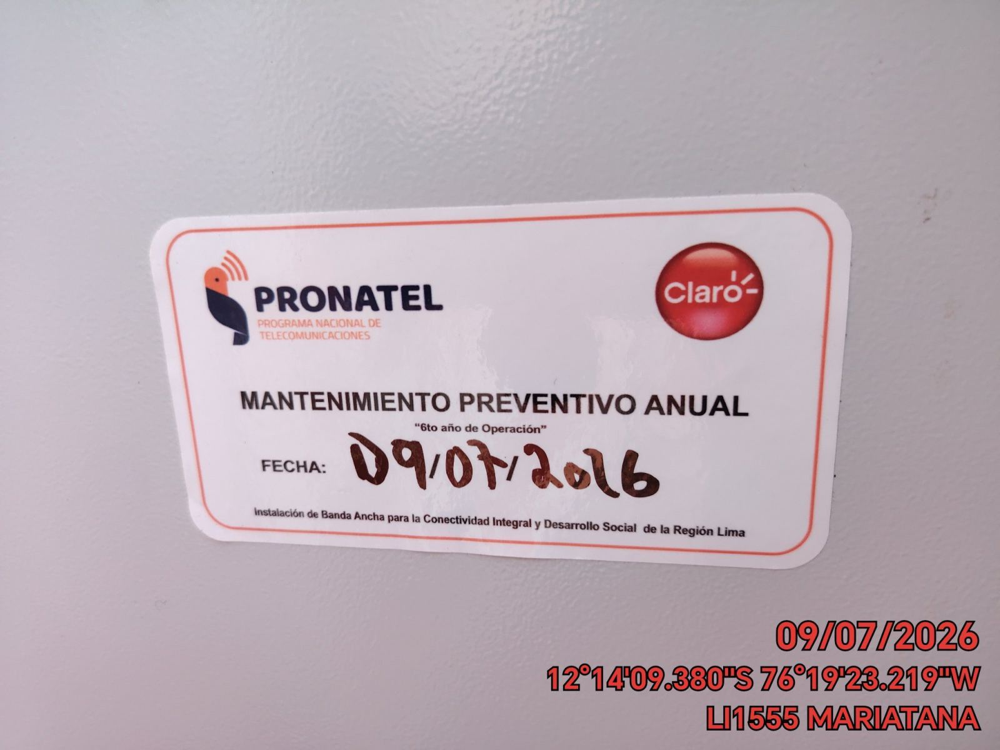 PRONATEL
PROGRAMA NACIONAL DE
TELECOMUNICACIONES
Claro
MANTENIMIENTO PREVENTIVO ANUAL
“6to año de Operación”
FECHA: 09/07/2026
Instalación de Banda Ancha para la Conectividad Integral y Desarrollo Social de la Región Lima
09/07/2026
12°14'09.380"S 76°19'23.219"W
LI1555 MARIATANA